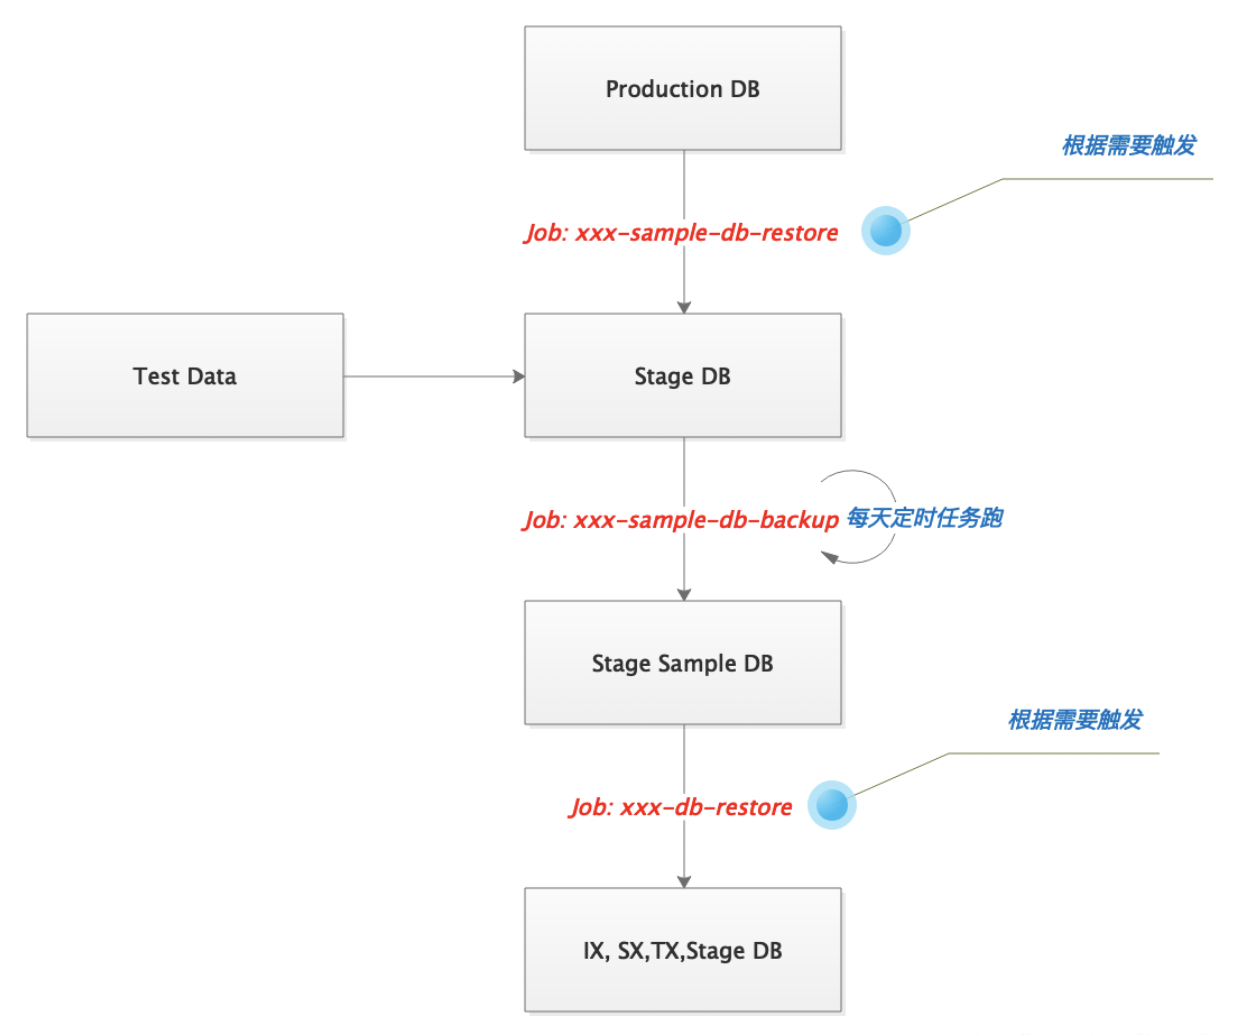 Production DB
根据需要触发
Job: xxx-sample-db-restore
Test Data
Stage DB
Job: xxx-sample-db-backup
每天定时任务跑
Stage Sample DB
根据需要触发
Job: xxx-db-restore
IX, SX,TX,Stage DB